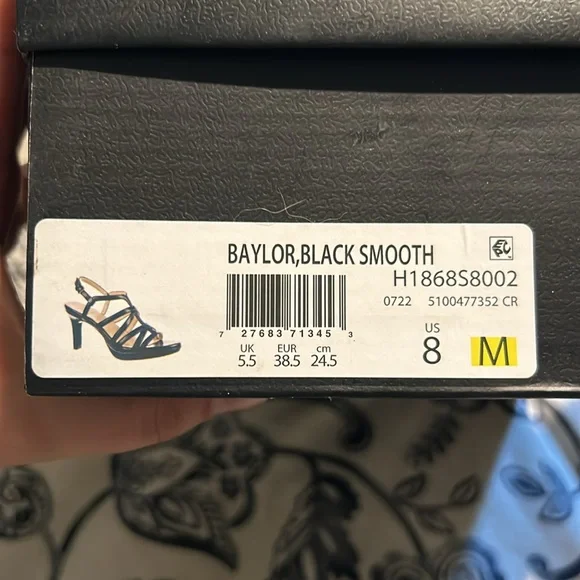 BAYLOR,BLACK SMOOTH
H1868S8002
0722 5100477352 CR
7 27683 71345 3
UK EUR cm
5.5 38.5 24.5
US
8 M